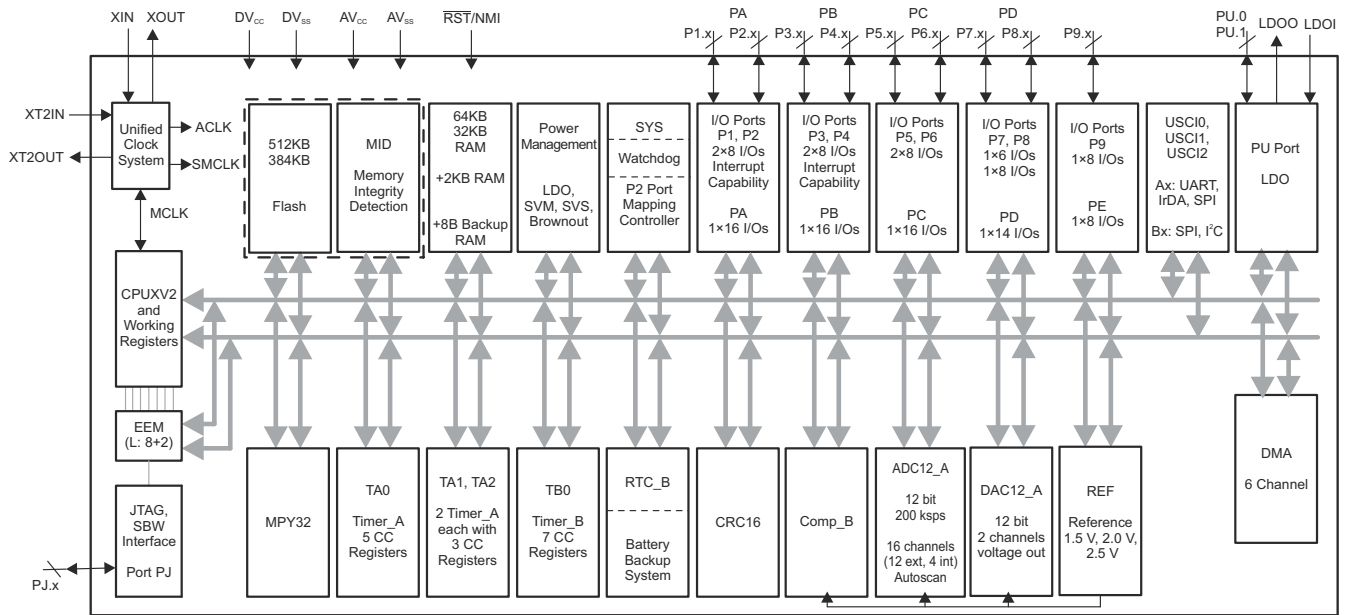 XIN XOUT DVCC DVSS AVCC AVSS RST/NMI PA PB PC PD PU.0 LDOO LDOI
P1.x P2.x P3.x P4.x P5.x P6.x P7.x P8.x P9.x PU.1
XT2IN
XT2OUT
Unified
Clock
System
ACLK
SMCLK
MCLK
512KB
384KB
Flash
MID
Memory
Integrity
Detection
64KB
32KB
RAM
+2KB RAM
+8B Backup
RAM
Power
Management
LDO,
SVM, SVS,
Brownout
SYS
Watchdog
P2 Port
Mapping
Controller
I/O Ports
P1, P2
2×8 I/Os
Interrupt
Capability
PA
1×16 I/Os
I/O Ports
P3, P4
2×8 I/Os
Interrupt
Capability
PB
1×16 I/Os
I/O Ports
P5, P6
2×8 I/Os
PC
1×16 I/Os
I/O Ports
P7, P8
1×6 I/Os
1×8 I/Os
PD
1×14 I/Os
I/O Ports
P9
1×8 I/Os
PE
1×8 I/Os
USCI0,
USCI1,
USCI2
Ax: UART,
IrDA, SPI
Bx: SPI, I²C
PU Port
LDO
CPUXV2
and
Working
Registers
EEM
(L: 8+2)
JTAG,
SBW
Interface
Port PJ
PJ.x
MPY32
TA0
Timer_A
5 CC
Registers
TA1, TA2
2 Timer_A
each with
3 CC
Registers
TB0
Timer_B
7 CC
Registers
RTC_B
Battery
Backup
System
CRC16
Comp_B
ADC12_A
12 bit
200 ksps
16 channels
(12 ext, 4 int)
Autoscan
DAC12_A
12 bit
2 channels
voltage out
REF
Reference
1.5 V, 2.0 V,
2.5 V
DMA
6 Channel